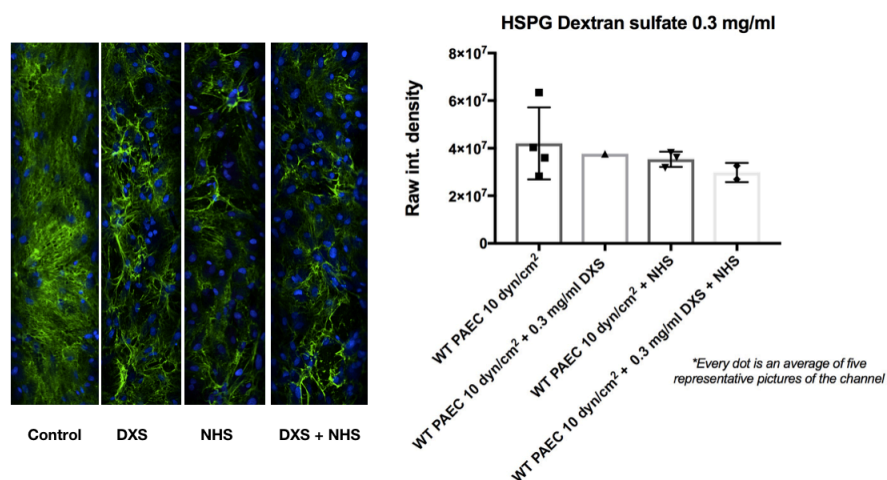 HSPG Dextran sulfate 0.3 mg/ml
Raw int. density
8×10⁷
6×10⁷
4×10⁷
2×10⁷
0
WT PAEC 10 dyn/cm²
WT PAEC 10 dyn/cm² + 0.3 mg/ml DXS
WT PAEC 10 dyn/cm² + NHS
WT PAEC 10 dyn/cm² + 0.3 mg/ml DXS + NHS
*Every dot is an average of five
representative pictures of the channel
Control
DXS
NHS
DXS + NHS